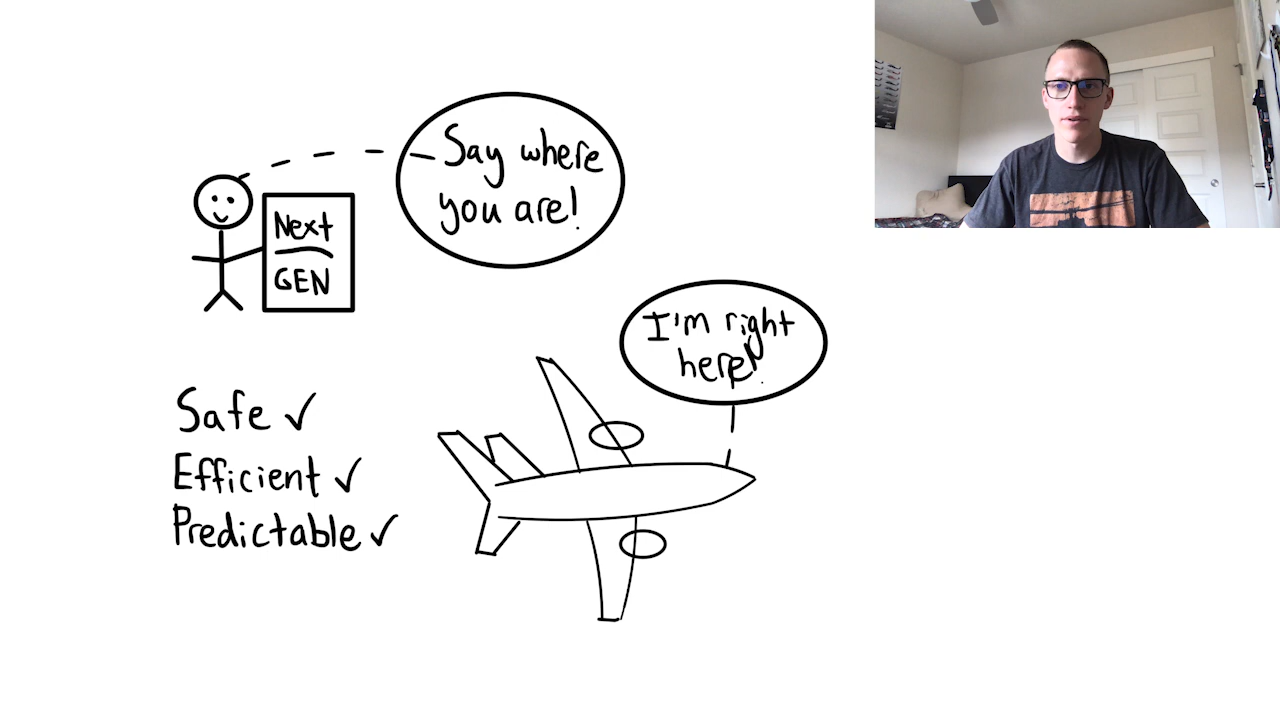 Say where
you are!
Next
GEN
I'm right
here!
Safe ✓
Efficient ✓
Predictable ✓